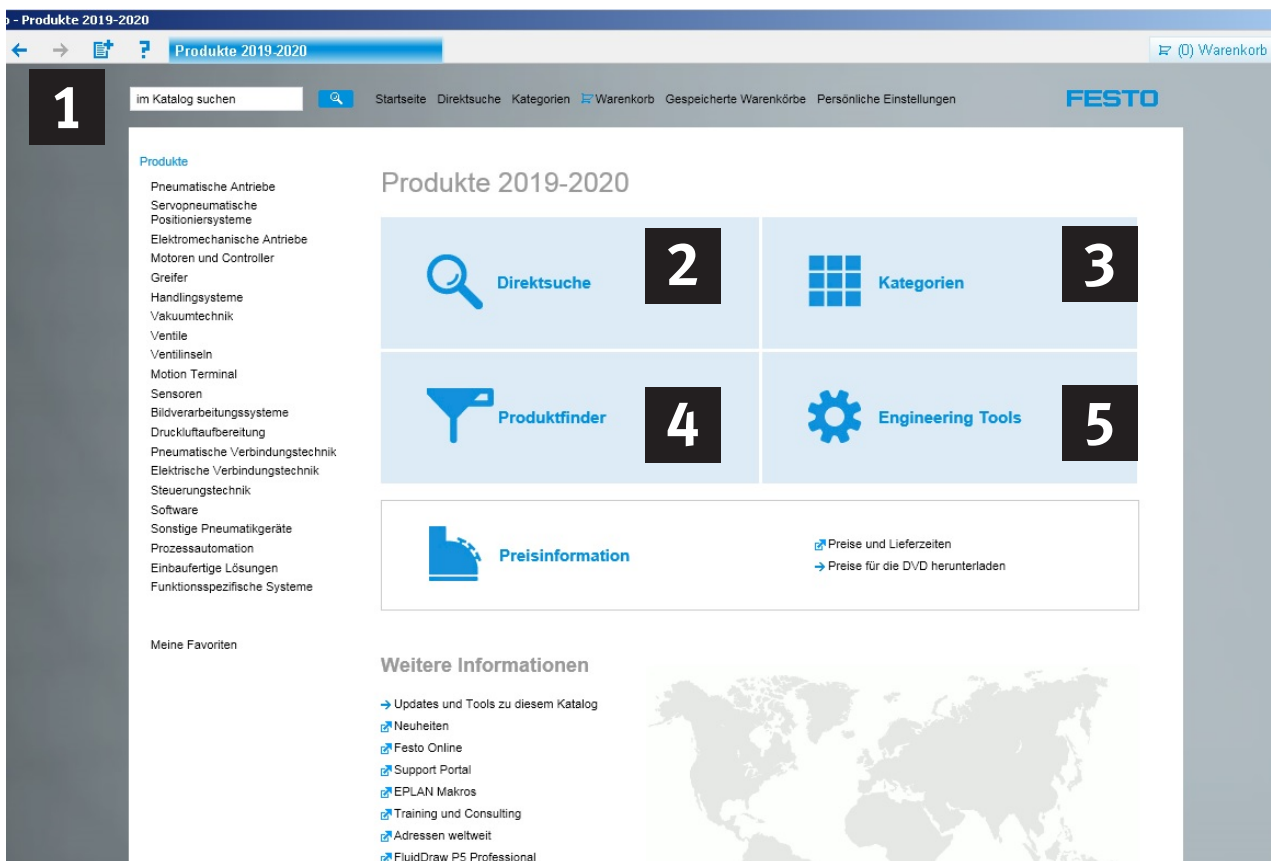 - Produkte 2019-2020
Produkte 2019-2020
(0) Warenkorb
1
im Katalog suchen
Startseite Direktsuche Kategorien Warenkorb Gespeicherte Warenkörbe Persönliche Einstellungen
FESTO
Produkte
Pneumatische Antriebe
Servopneumatische
Positioniersysteme
Elektromechanische Antriebe
Motoren und Controller
Greifer
Handlingsysteme
Vakuumtechnik
Ventile
Ventilinseln
Motion Terminal
Sensoren
Bildverarbeitungssysteme
Druckluftaufbereitung
Pneumatische Verbindungstechnik
Elektrische Verbindungstechnik
Steuerungstechnik
Software
Sonstige Pneumatikgeräte
Prozessautomation
Einbaufertige Lösungen
Funktionsspezifische Systeme
Meine Favoriten
Produkte 2019-2020
Direktsuche
2
Kategorien
3
Produktfinder
4
Engineering Tools
5
Preisinformation
Preise und Lieferzeiten
Preise für die DVD herunterladen
Weitere Informationen
Updates und Tools zu diesem Katalog
Neuheiten
Festo Online
Support Portal
EPLAN Makros
Training und Consulting
Adressen weltweit
FluidDraw P5 Professional